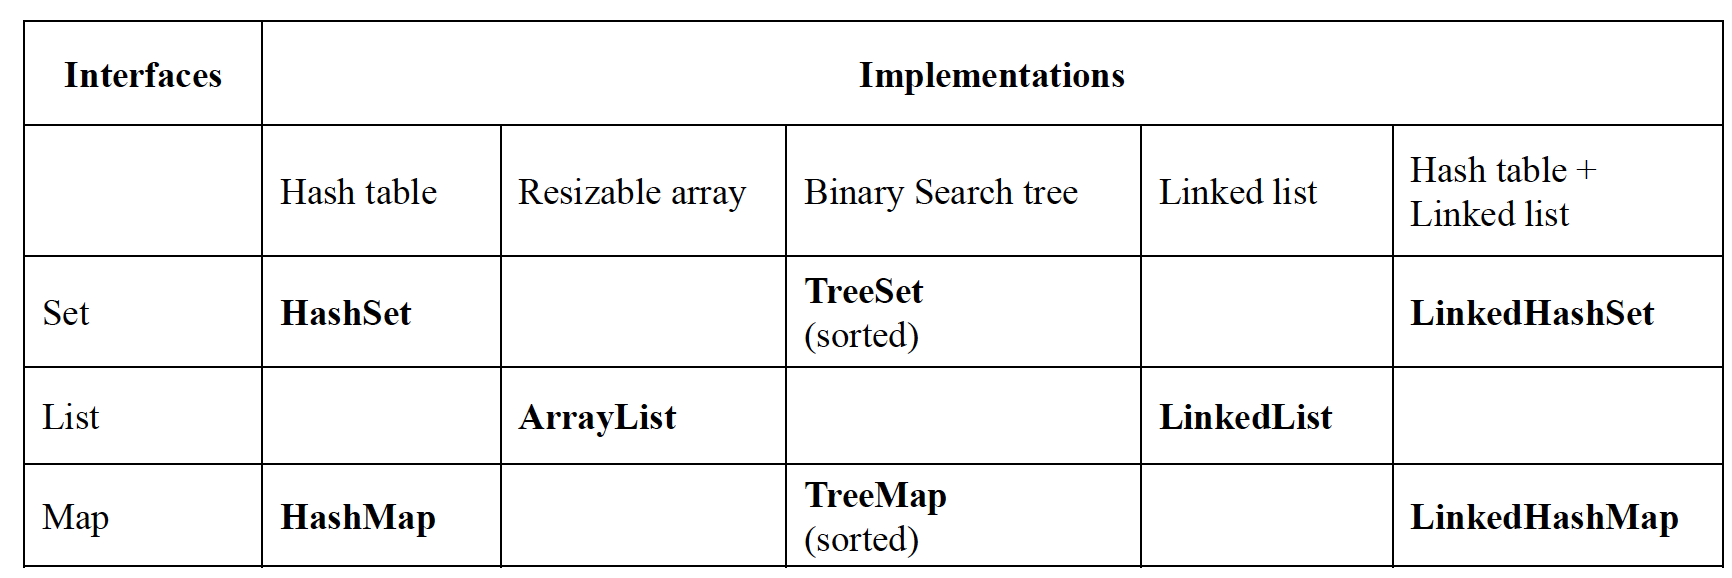 Interfaces Implementations
Hash table Resizable array Binary Search tree Linked list Hash table +
Linked list
Set HashSet TreeSet
(sorted) LinkedHashSet
List ArrayList LinkedList
Map HashMap TreeMap
(sorted) LinkedHashMap